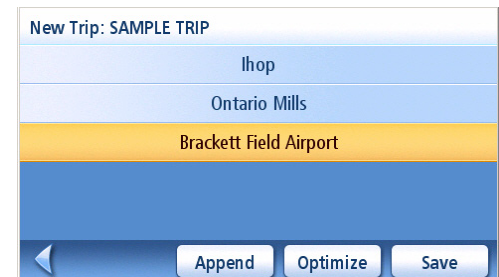 New Trip: SAMPLE TRIP
Ihop
Ontario Mills
Brackett Field Airport
Append Optimize Save